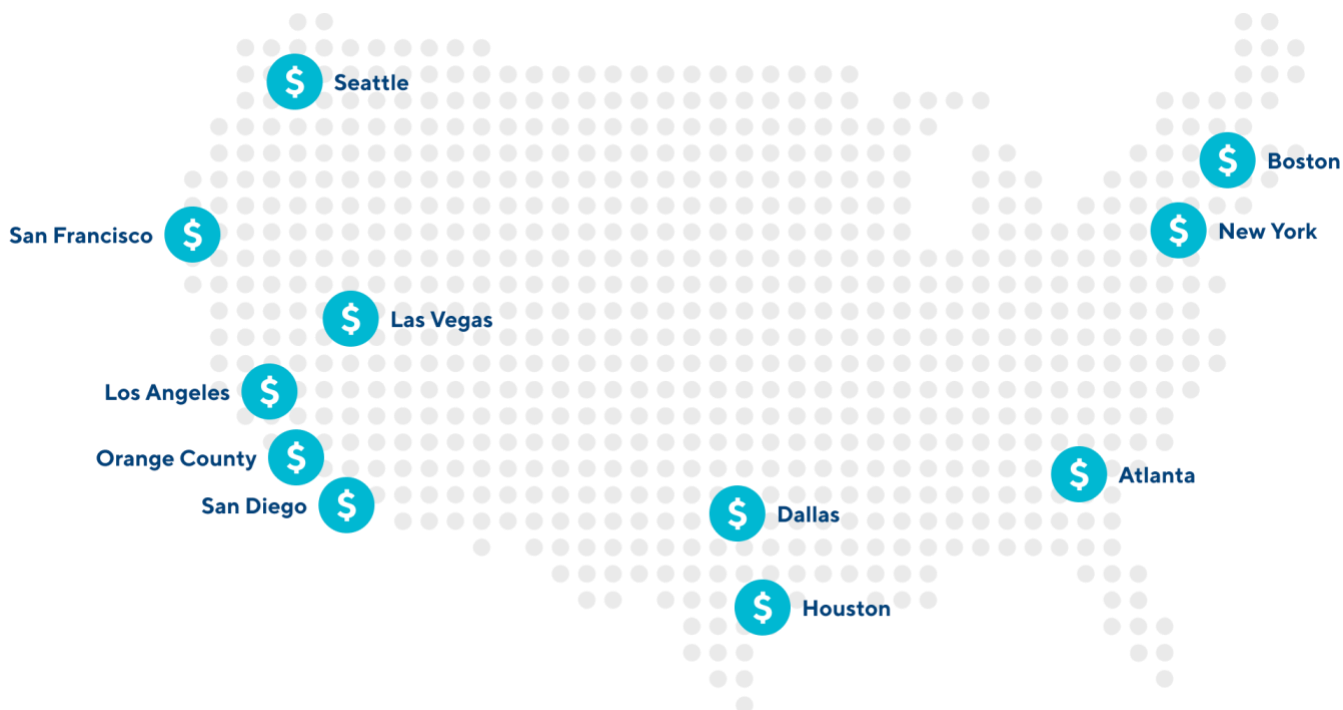 $ Seattle
$ Boston
San Francisco $
$ New York
$ Las Vegas
Los Angeles $
Orange County $
San Diego $
$ Atlanta
$ Dallas
$ Houston